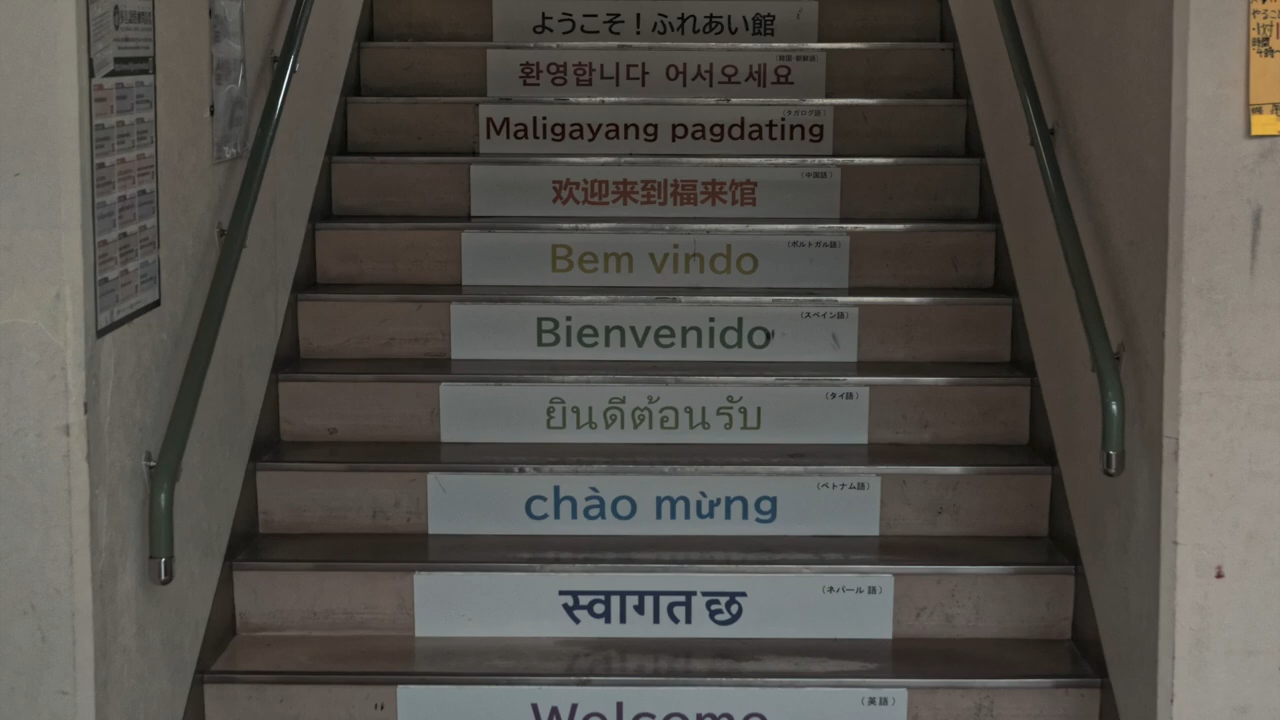 ようこそ！ふれあい館
(韓国・朝鮮語)
환영합니다 어서오세요
(タガログ語)
Maligayang pagdating
(中国語)
欢迎来到福来馆
(ポルトガル語)
Bem vindo
(スペイン語)
Bienvenido
(タイ語)
ยินดีต้อนรับ
(ベトナム語)
chào mừng
(ネパール語)
स्वागत छ
(英語)
Welcome